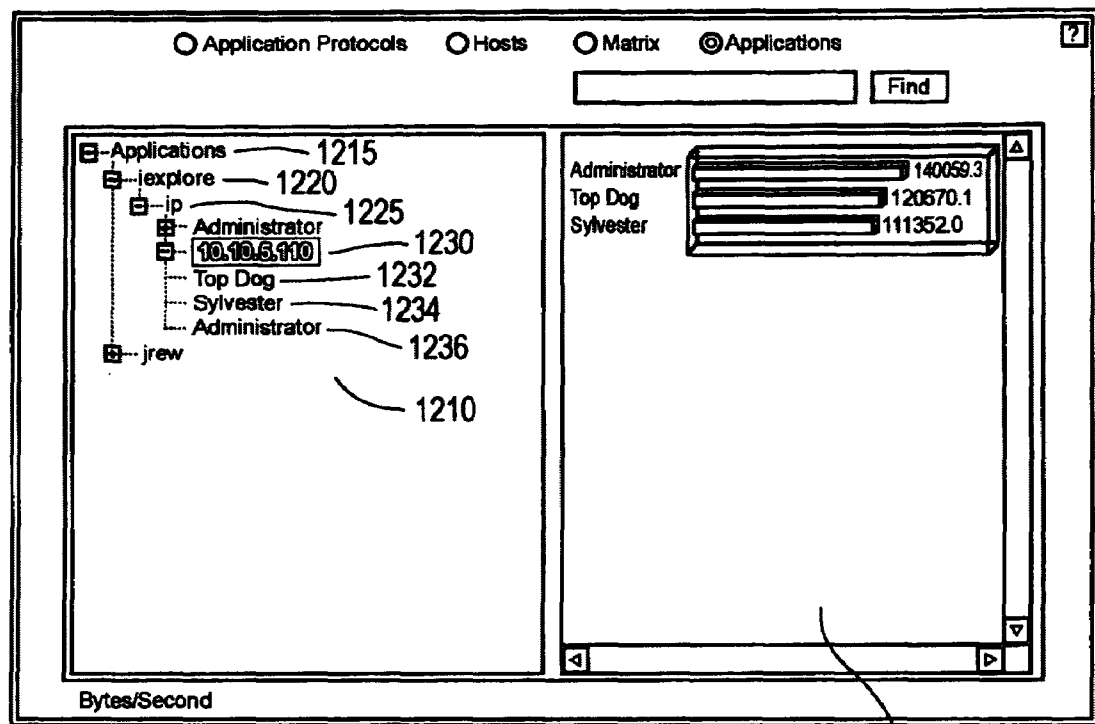 Application Protocols Hosts Matrix Applications ?
Find
Applications 1215
iexplore 1220
ip 1225
Administrator
10.10.5.110 1230
Top Dog 1232
Sylvester 1234
Administrator 1236
jrew
1210
Administrator 140059.3
Top Dog 120670.1
Sylvester 111352.0
Bytes/Second